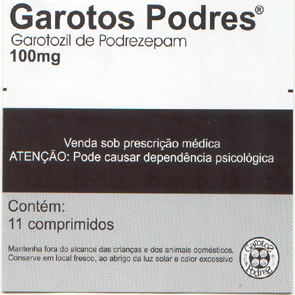 Garotos Podres®
Garotozil de Podrezepam
100mg
Venda sob prescrição médica
ATENÇÃO: Pode causar dependência psicológica
Contém:
11 comprimidos
Mantenha fora do alcance das crianças e dos animais domésticos.
Conserve em local fresco, ao abrigo da luz solar e calor excessivo
Garotos
Podres